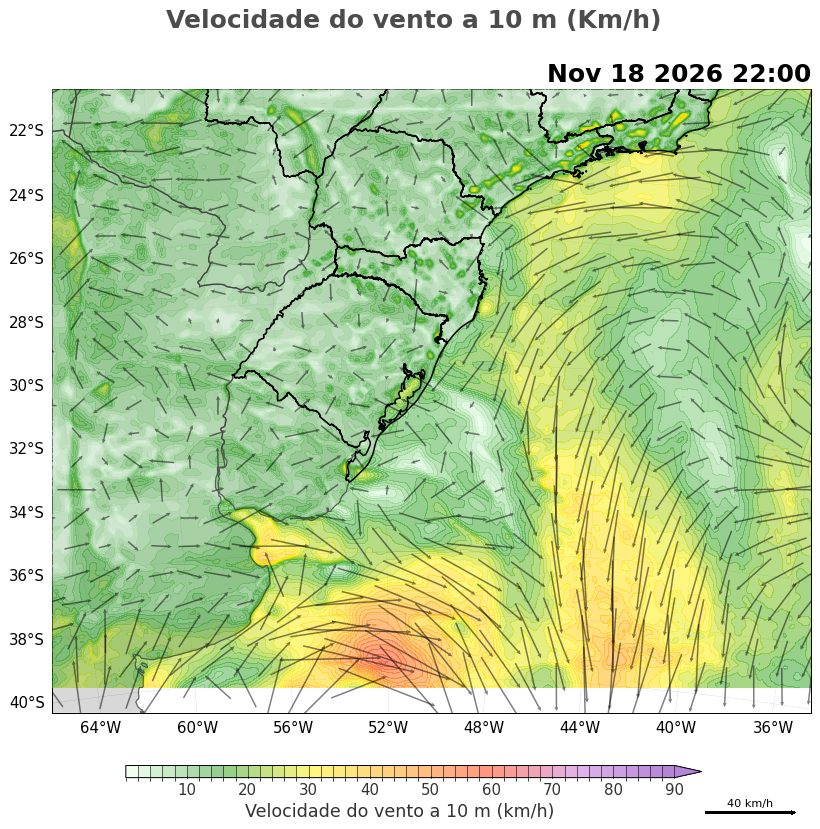 Velocidade do vento a 10 m (Km/h)
Nov 18 2026 22:00
22°S
24°S
26°S
28°S
30°S
32°S
34°S
36°S
38°S
40°S
64°W 60°W 56°W 52°W 48°W 44°W 40°W 36°W
10 20 30 40 50 60 70 80 90
Velocidade do vento a 10 m (km/h)
40 km/h